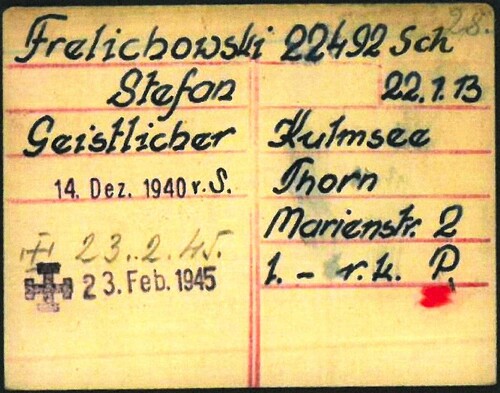 28.
Frelichowski 22492 Sch
Stefan 22.1.13
Geistlicher Kulmsee
14. Dez. 1940 r. S. Thorn
Marienstr. 2
23.2.45.
23. Feb. 1945 1. - r.k. P.